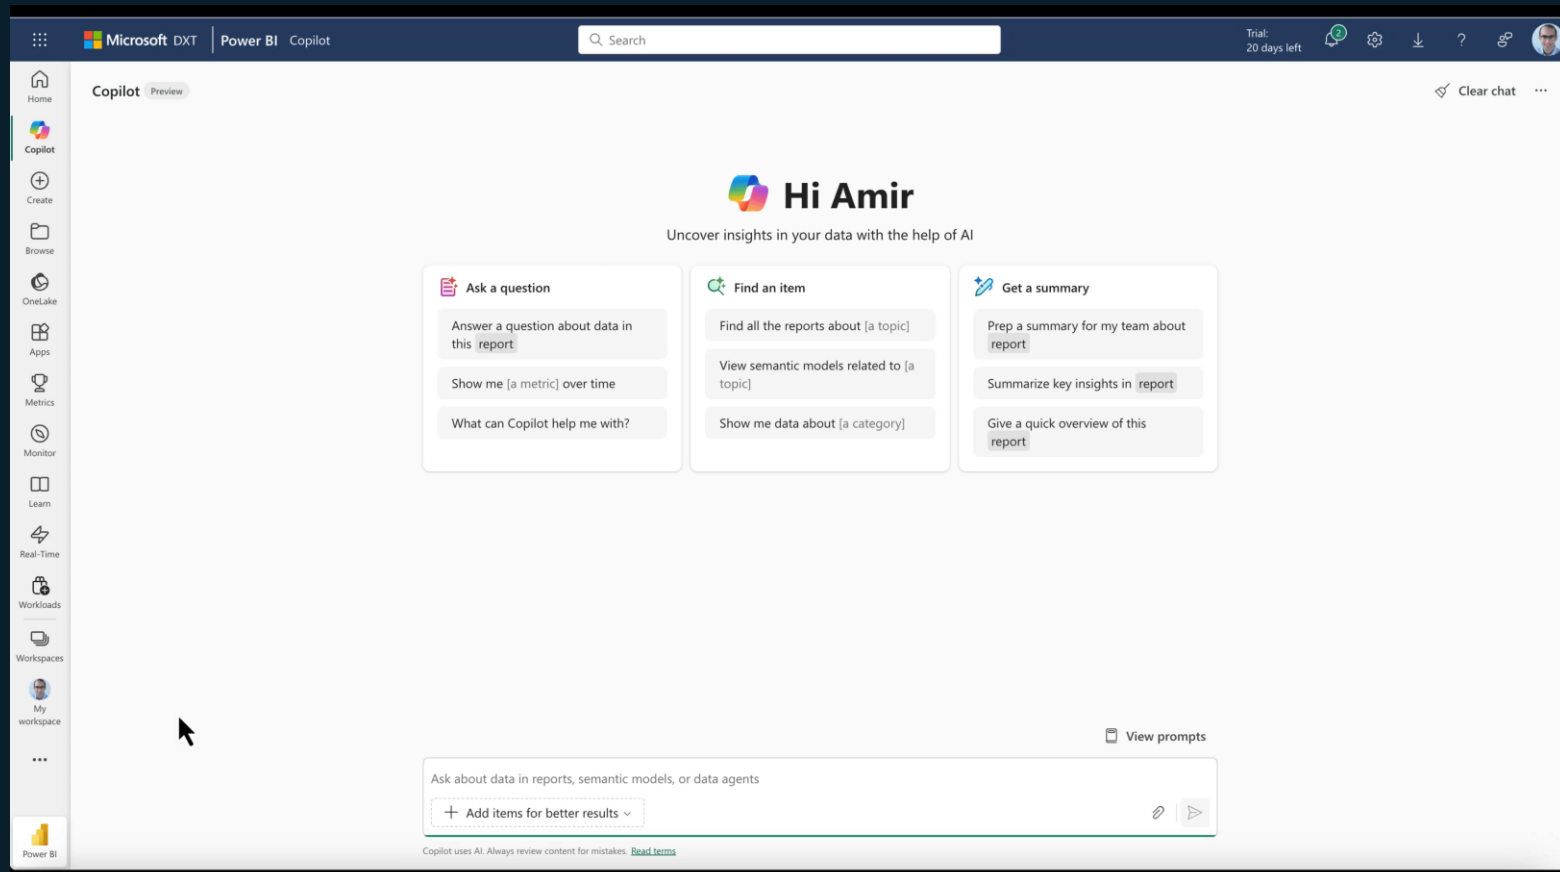 Microsoft DXT
Power BI
Copilot
Search
Trial:
20 days left
2
?
Home
Copilot
Create
Browse
OneLake
Apps
Metrics
Monitor
Learn
Real-Time
Workloads
Workspaces
My
workspace
Power BI
Copilot
Preview
Clear chat
Hi Amir
Uncover insights in your data with the help of AI
Ask a question
Answer a question about data in
this report
Show me [a metric] over time
What can Copilot help me with?
Find an item
Find all the reports about [a topic]
View semantic models related to [a
topic]
Show me data about [a category]
Get a summary
Prep a summary for my team about
report
Summarize key insights in report
Give a quick overview of this
report
View prompts
Ask about data in reports, semantic models, or data agents
Add items for better results
Copilot uses AI. Always review content for mistakes. Read terms